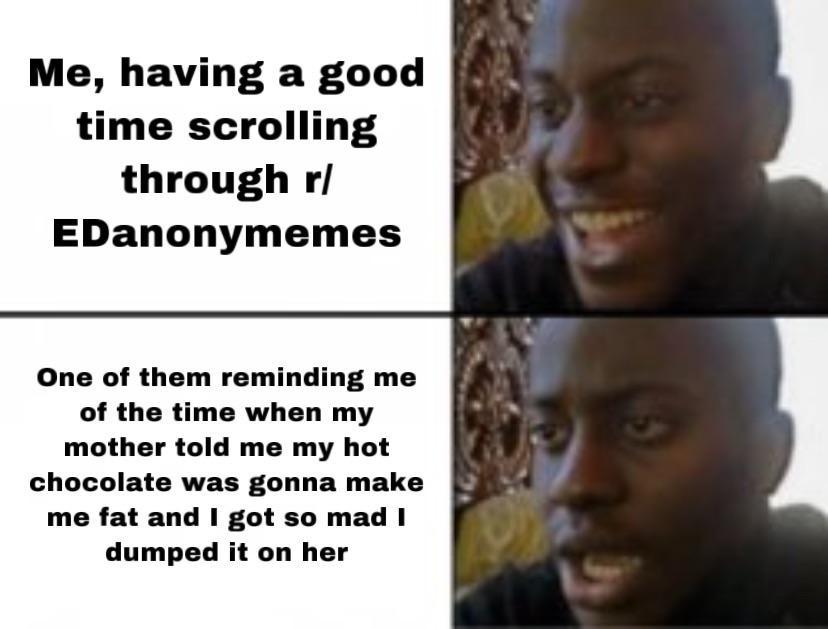 Me, having a good
time scrolling
through r/
EDanonymemes
One of them reminding me
of the time when my
mother told me my hot
chocolate was gonna make
me fat and I got so mad I
dumped it on her